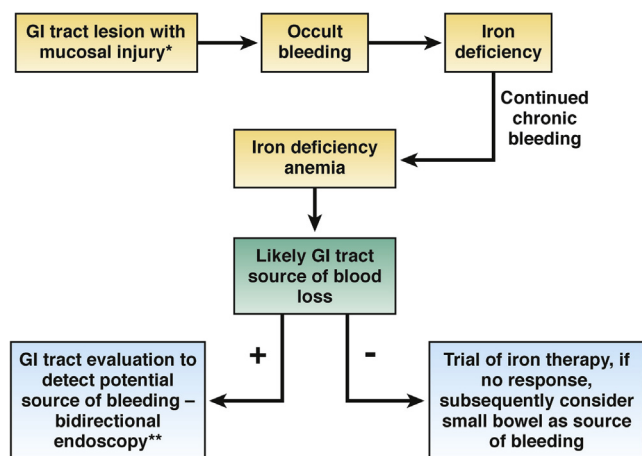 GI tract lesion with
mucosal injury*
Occult
bleeding
Iron
deficiency
Continued
chronic
bleeding
Iron deficiency
anemia
Likely GI tract
source of blood
loss
+
-
GI tract evaluation to
detect potential
source of bleeding –
bidirectional
endoscopy**
Trial of iron therapy, if
no response,
subsequently consider
small bowel as source
of bleeding